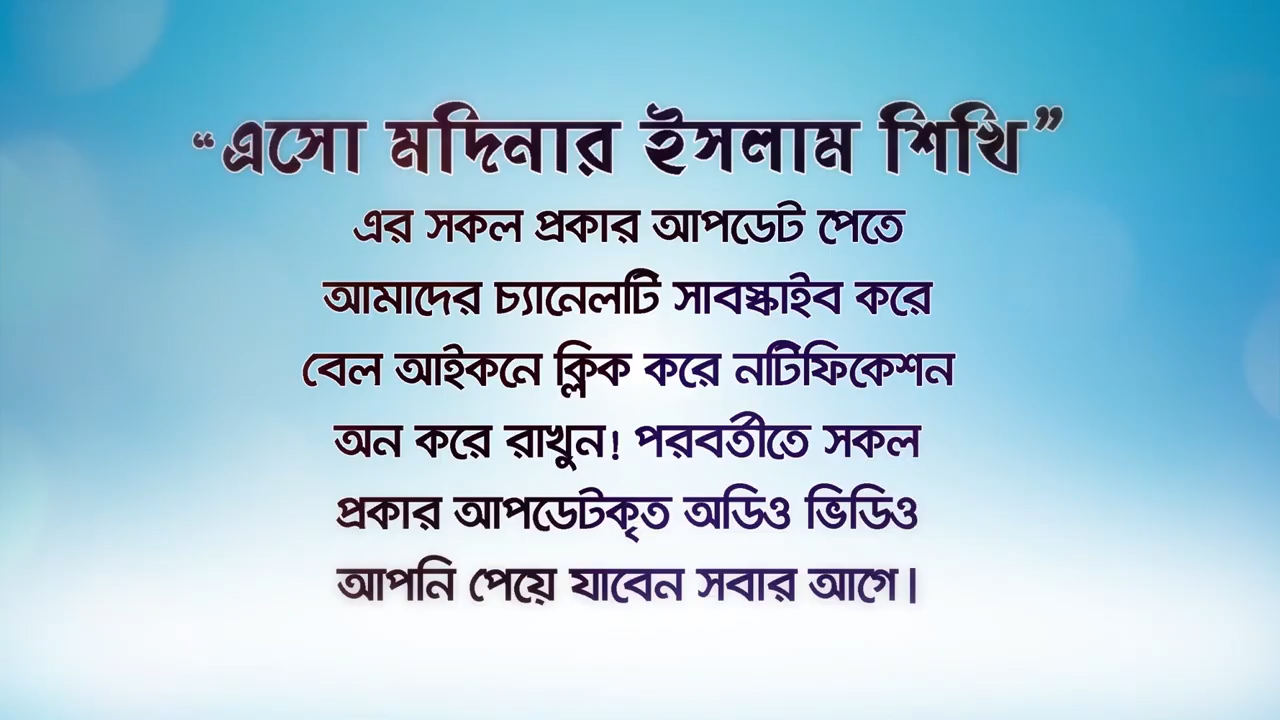 “এসো মদিনার ইসলাম শিখি”
এর সকল প্রকার আপডেট পেতে
আমাদের চ্যানেলটি সাবস্ক্রাইব করে
বেল আইকনে ক্লিক করে নটিফিকেশন
অন করে রাখুন! পরবর্তীতে সকল
প্রকার আপডেটকৃত অডিও ভিডিও
আপনি পেয়ে যাবেন সবার আগে।